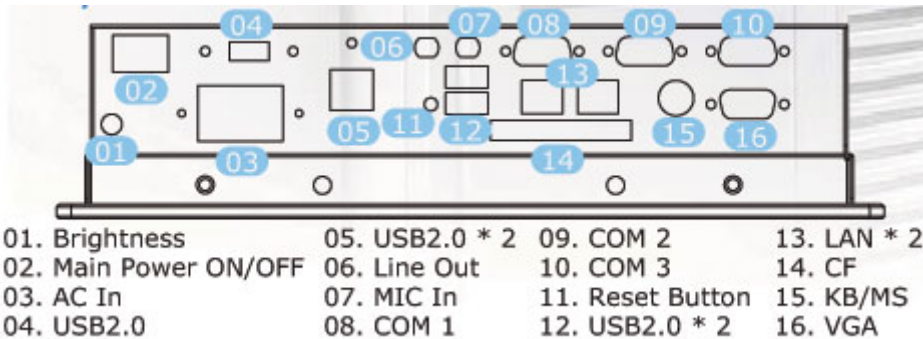 04 06 07 08 09 10
02 13
05 11 12 15 16
01 03 14
01. Brightness 05. USB2.0 * 2 09. COM 2 13. LAN * 2
02. Main Power ON/OFF 06. Line Out 10. COM 3 14. CF
03. AC In 07. MIC In 11. Reset Button 15. KB/MS
04. USB2.0 08. COM 1 12. USB2.0 * 2 16. VGA